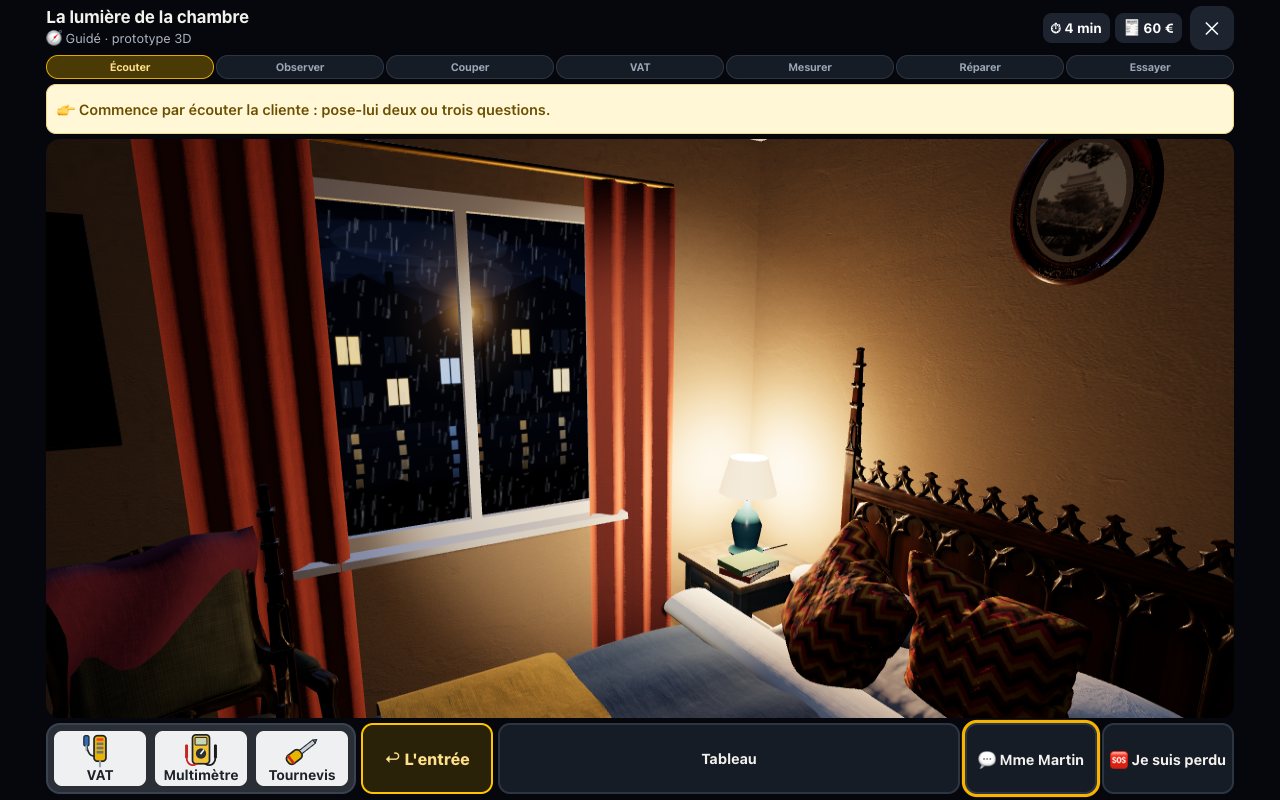 La lumière de la chambre
🧭 Guidé · prototype 3D
⏱ 4 min
🧾 60 €
✕
Écouter
Observer
Couper
VAT
Mesurer
Réparer
Essayer
👉 Commence par écouter la cliente : pose-lui deux ou trois questions.
VAT
Multimètre
Tournevis
↩ L'entrée
Tableau
💬 Mme Martin
🆘 Je suis perdu